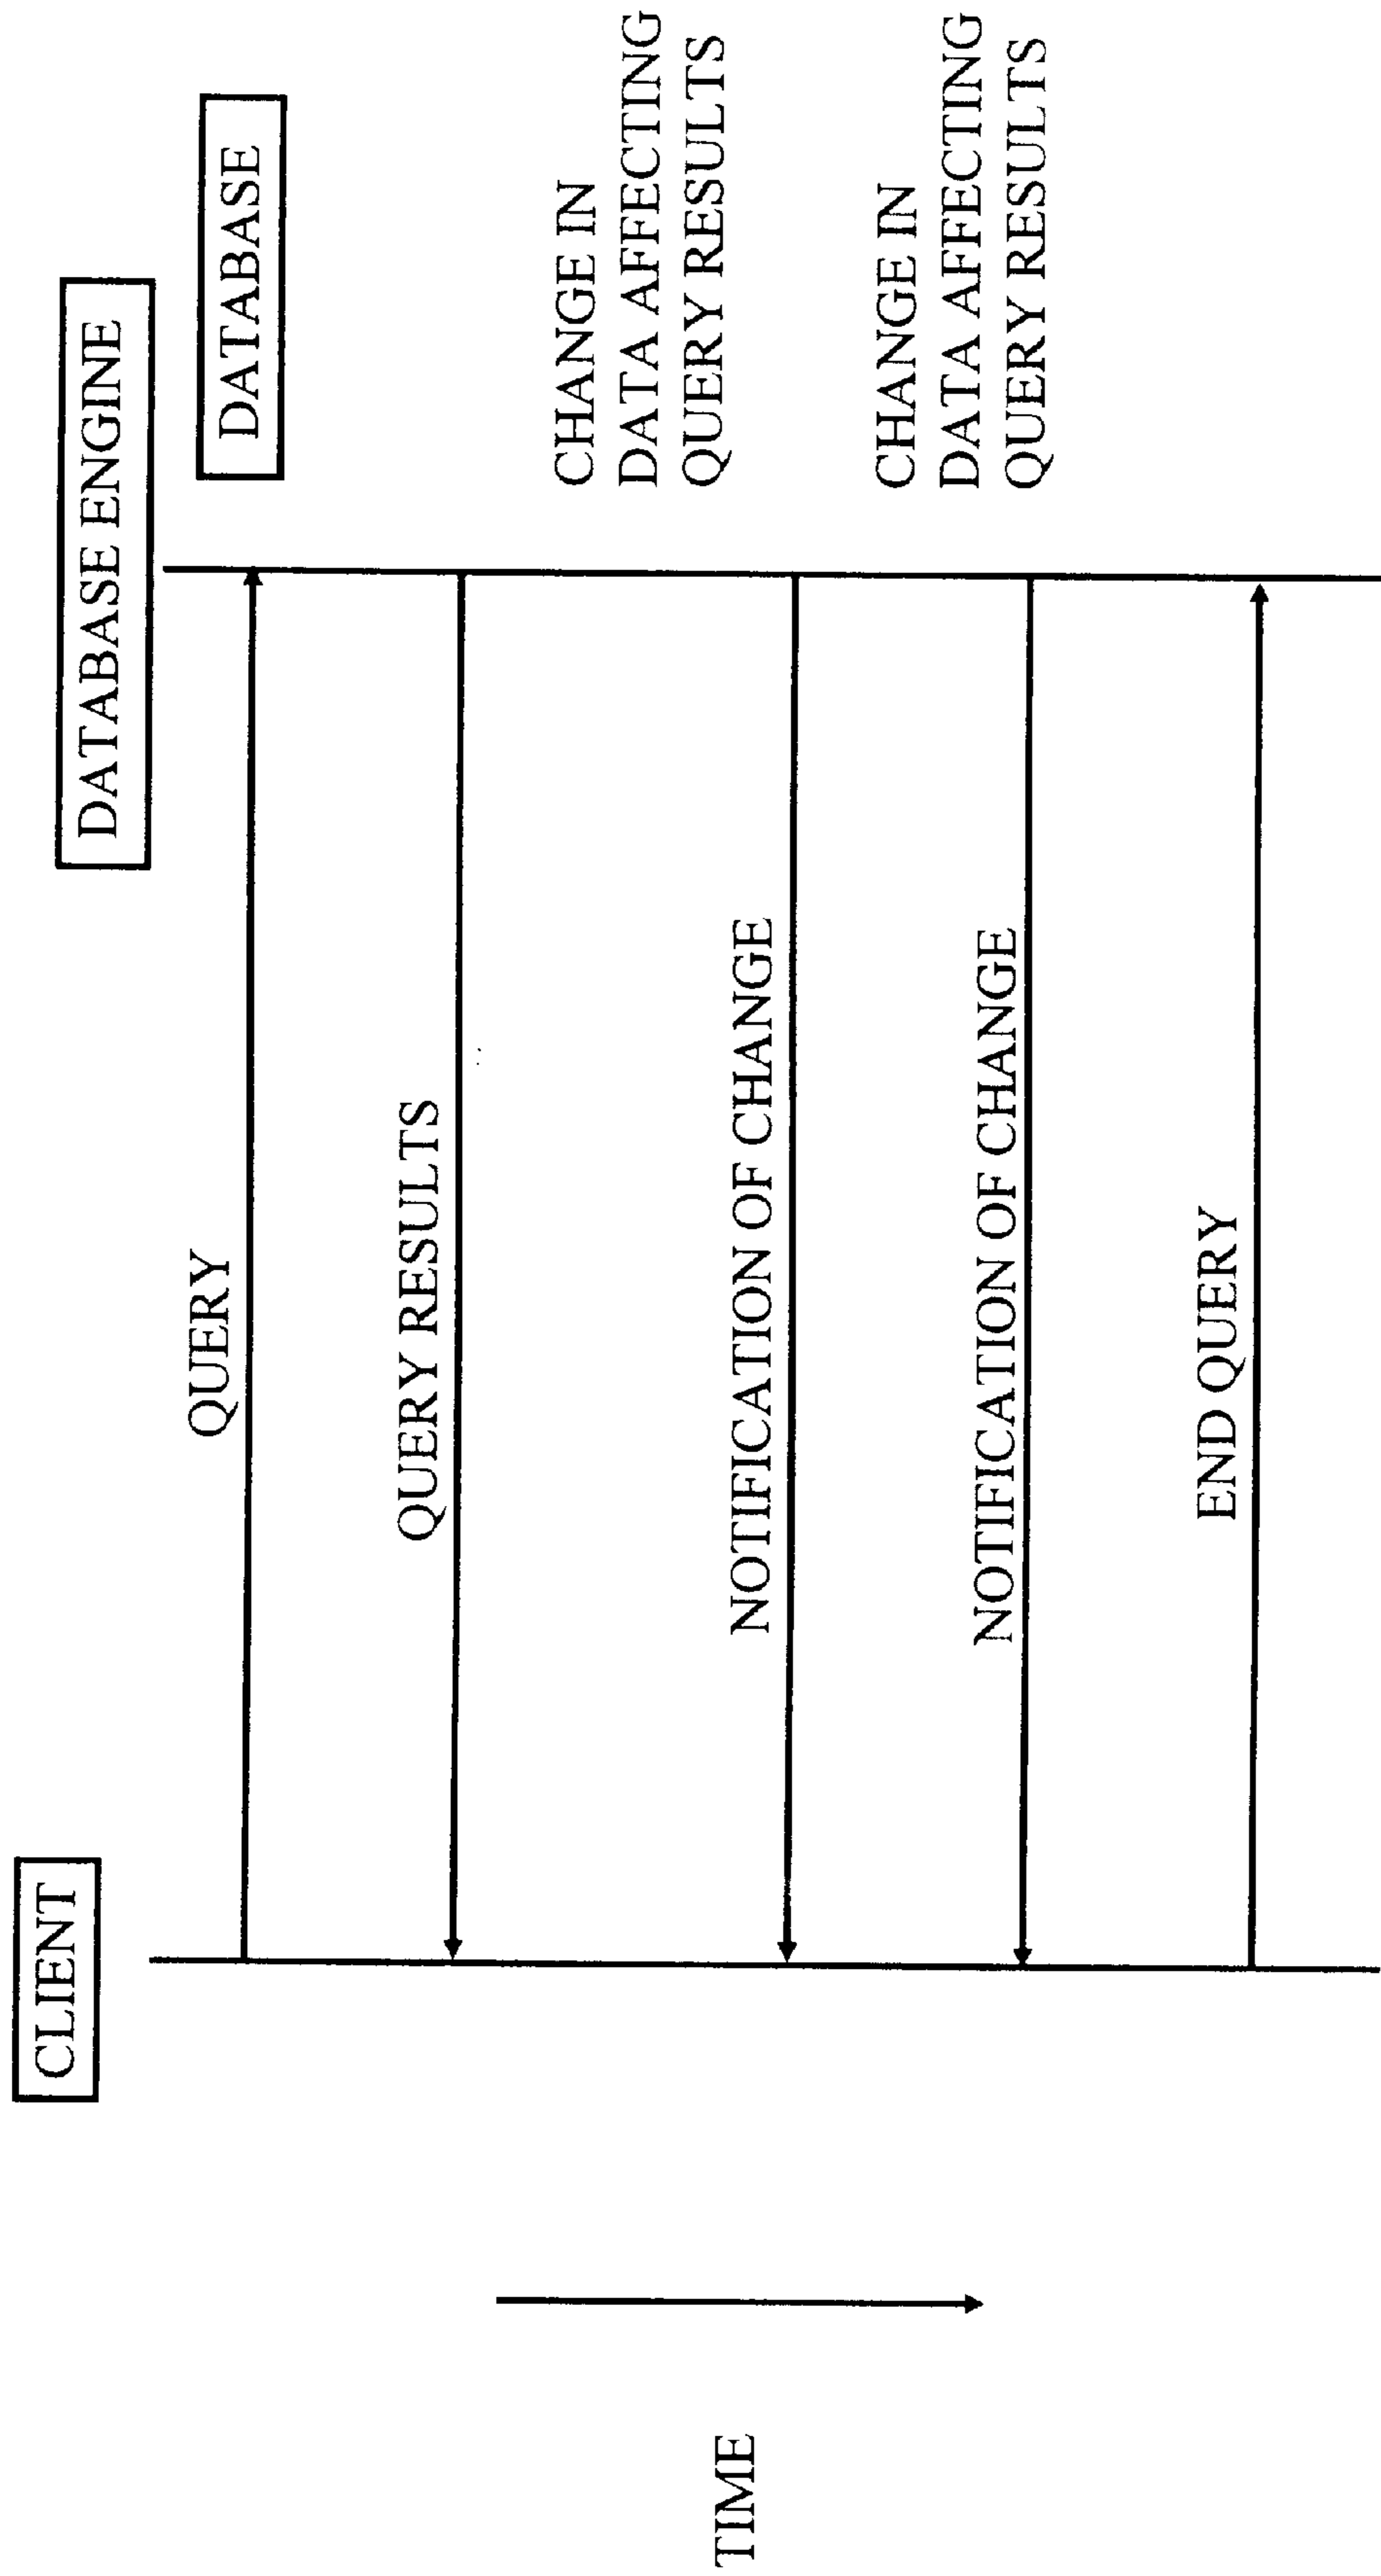 CLIENT
DATABASE ENGINE
DATABASE
QUERY
QUERY RESULTS
CHANGE IN
DATA AFFECTING
QUERY RESULTS
NOTIFICATION OF CHANGE
CHANGE IN
DATA AFFECTING
QUERY RESULTS
NOTIFICATION OF CHANGE
END QUERY
TIME